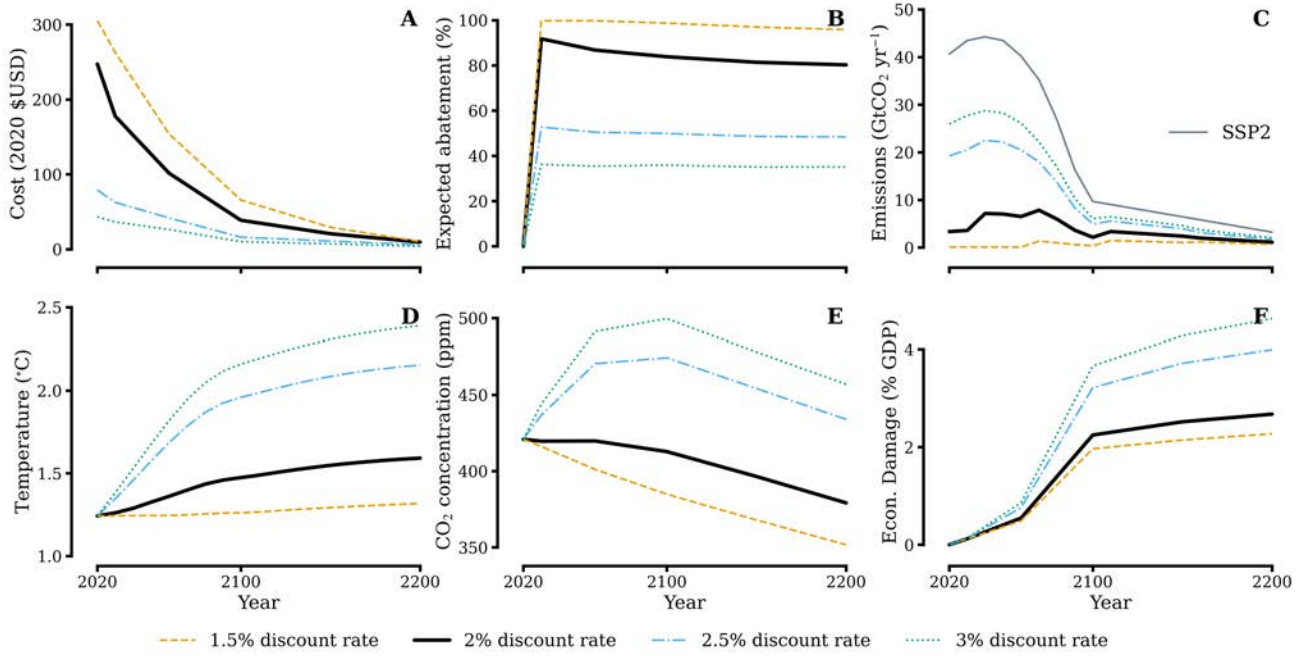 A
Cost (2020 $USD)
300
200
100
0
B
Expected abatement (%)
100
80
60
40
20
0
C
Emissions (GtCO₂ yr⁻¹)
50
40
30
20
10
0
SSP2
D
Temperature (°C)
2.5
2.0
1.5
1.0
2020
2100
2200
Year
E
CO₂ concentration (ppm)
500
450
400
350
2020
2100
2200
Year
F
Econ. Damage (% GDP)
4
2
0
2020
2100
2200
Year
1.5% discount rate
2% discount rate
2.5% discount rate
3% discount rate